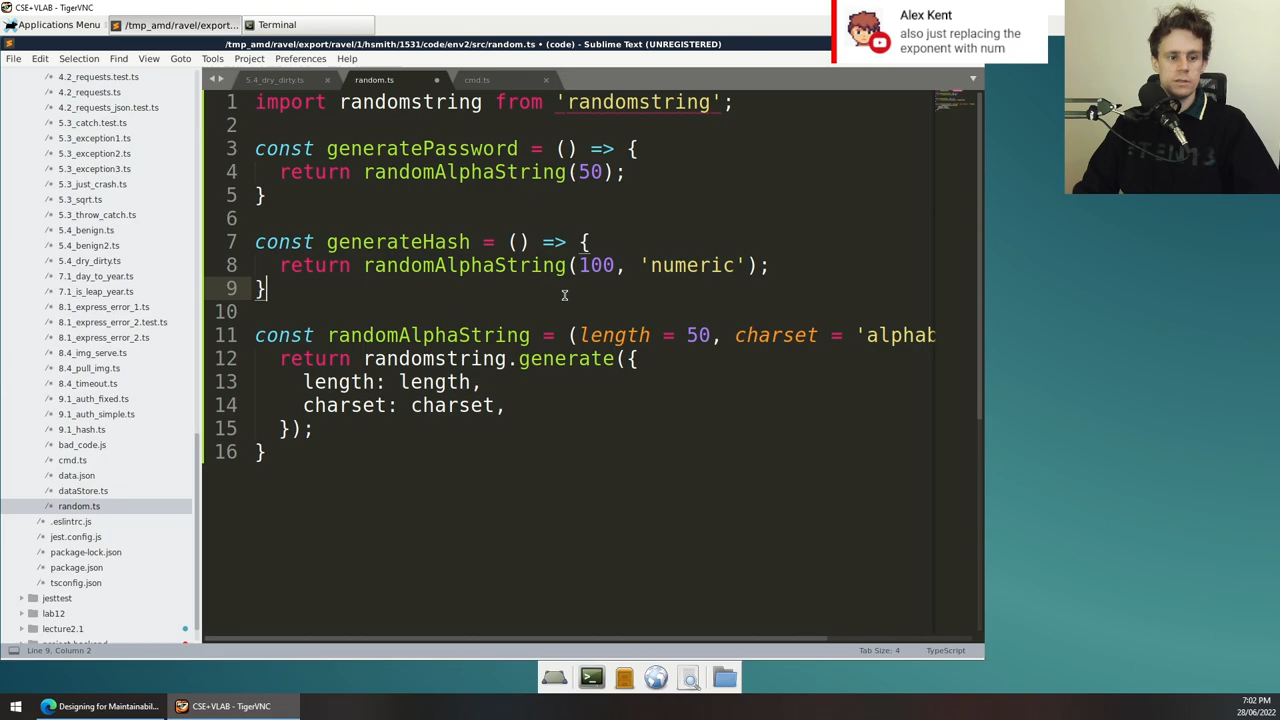 CSE+VLAB - TigerVNC
Applications Menu
/tmp_amd/ravel/export...
Terminal
/tmp_amd/ravel/export/ravel/1/hsmith/1531/code/env2/src/random.ts • (code) - Sublime Text (UNREGISTERED)
File Edit Selection Find View Goto Tools Project Preferences Help
Alex Kent
also just replacing the
exponent with num
4.2_requests.test.ts
4.2_requests.ts
4.2_requests_json.test.ts
5.3_catch.test.ts
5.3_exception1.ts
5.3_exception2.ts
5.3_exception3.ts
5.3_just_crash.ts
5.3_sqrt.ts
5.3_throw_catch.ts
5.4_benign.ts
5.4_benign2.ts
5.4_dry_dirty.ts
7.1_day_to_year.ts
7.1_is_leap_year.ts
8.1_express_error_1.ts
8.1_express_error_2.test.ts
8.1_express_error_2.ts
8.4_img_serve.ts
8.4_pull_img.ts
8.4_timeout.ts
9.1_auth_fixed.ts
9.1_auth_simple.ts
9.1_hash.ts
bad_code.js
cmd.ts
data.json
dataStore.ts
random.ts
.eslintrc.js
jest.config.js
package-lock.json
package.json
tsconfig.json
jesttest
lab12
lecture2.1
5.4_dry_dirty.ts
random.ts
cmd.ts
1 import randomstring from 'randomstring';
2
3 const generatePassword = () => {
4 return randomAlphaString(50);
5 }
6
7 const generateHash = () => {
8 return randomAlphaString(100, 'numeric');
9 }
10
11 const randomAlphaString = (length = 50, charset = 'alphab
12 return randomstring.generate({
13 length: length,
14 charset: charset,
15 });
16 }
Line 9, Column 2
Tab Size: 4
TypeScript
Designing for Maintainabil...
CSE+VLAB - TigerVNC
7:02 PM
28/06/2022